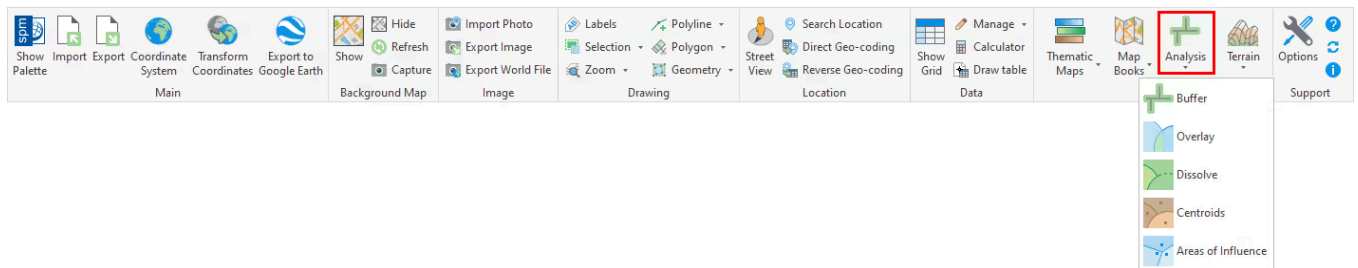 spm
Show
Palette
Import
Export
Coordinate
System
Transform
Coordinates
Export to
Google Earth
Main
Show
Hide
Refresh
Capture
Background Map
Import Photo
Export Image
Export World File
Image
Labels
Selection
Zoom
Polyline
Polygon
Geometry
Drawing
Street
View
Search Location
Direct Geo-coding
Reverse Geo-coding
Location
Show
Grid
Manage
Calculator
Draw table
Data
Thematic
Maps
Map
Books
Analysis
Terrain
Options
?
i
Support
Buffer
Overlay
Dissolve
Centroids
Areas of Influence